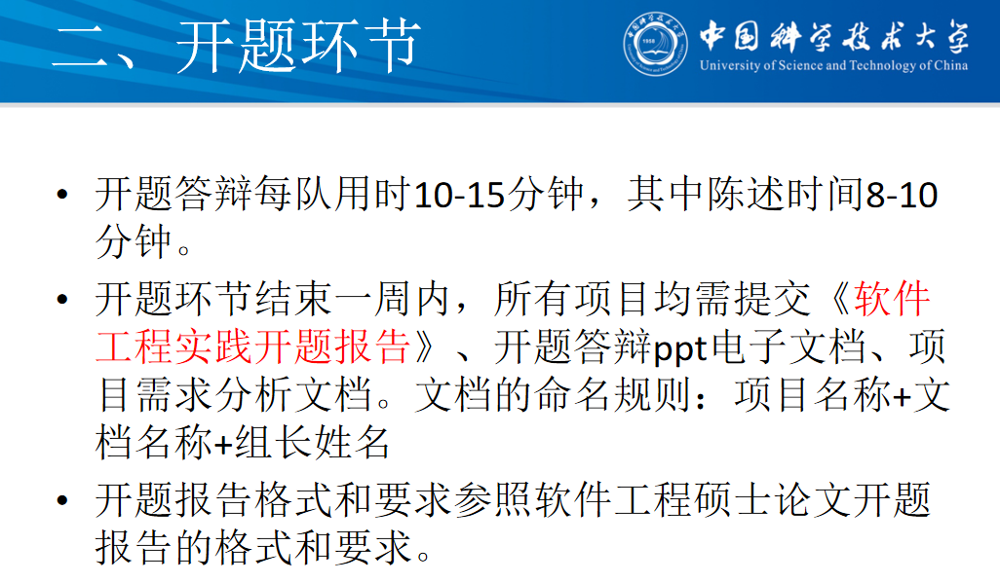 二、开题环节
中国科学技术大学
University of Science and Technology of China
• 开题答辩每队用时10-15分钟，其中陈述时间8-10
分钟。
• 开题环节结束一周内，所有项目均需提交《软件
工程实践开题报告》、开题答辩ppt电子文档、项
目需求分析文档。文档的命名规则：项目名称+文
档名称+组长姓名
• 开题报告格式和要求参照软件工程硕士论文开题
报告的格式和要求。